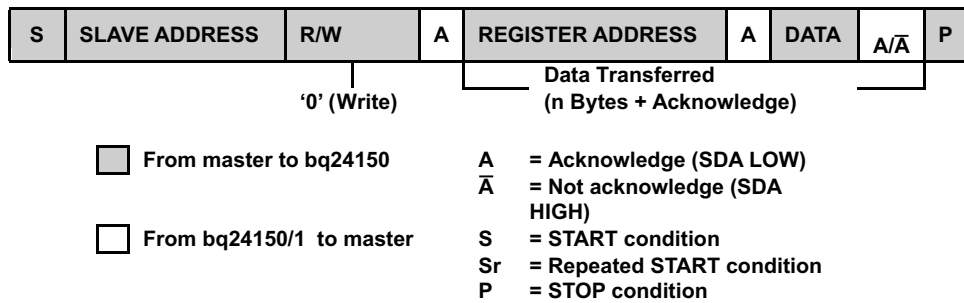 S SLAVE ADDRESS R/W A REGISTER ADDRESS A DATA A/A̅ P
‘0’ (Write)
Data Transferred
(n Bytes + Acknowledge)
From master to bq24150
From bq24150/1 to master
A = Acknowledge (SDA LOW)
A̅ = Not acknowledge (SDA
HIGH)
S = START condition
Sr = Repeated START condition
P = STOP condition